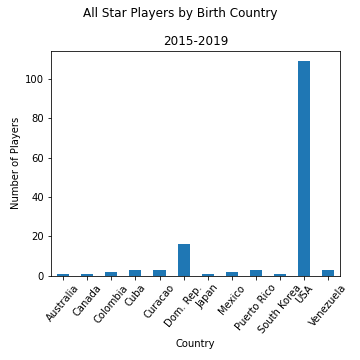 All Star Players by Birth Country
2015-2019
Number of Players
100
80
60
40
20
0
Australia
Canada
Colombia
Cuba
Curacao
Dom. Rep.
Japan
Mexico
Puerto Rico
South Korea
USA
Venezuela
Country